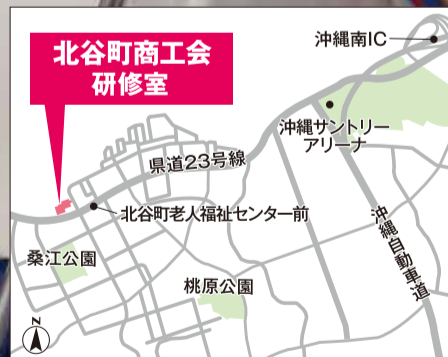 北谷町商工会
研修室
沖縄南IC
沖縄サントリー
アリーナ
県道23号線
北谷町老人福祉センター前
桑江公園
桃原公園
沖縄自動車道
N